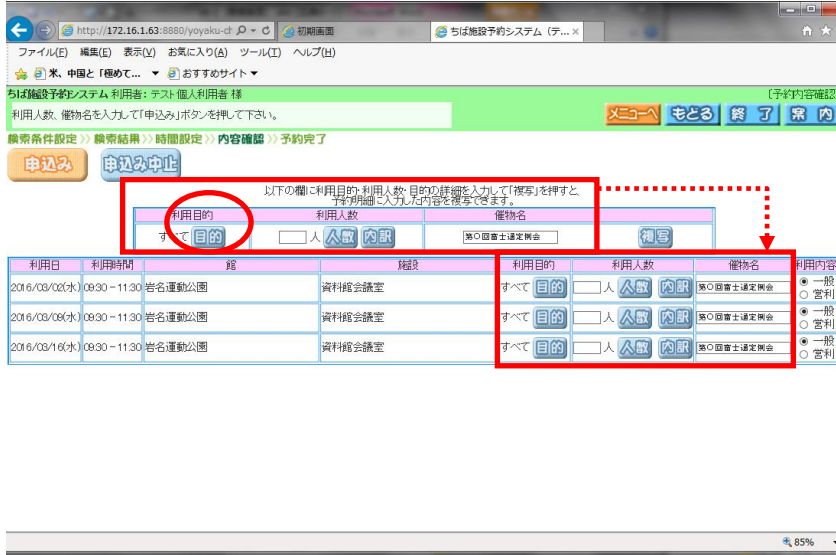 http://172.16.1.63:8880/yoyaku-ch
初期画面
ちば施設予約システム（テ... ×
ファイル(F) 編集(E) 表示(V) お気に入り(A) ツール(T) ヘルプ(H)
米、中国と「極めて... ▼ おすすめサイト ▼
ちば施設予約システム 利用者：テスト個人利用者 様 [予約内容確認
利用人数、催物名を入力して「申込み」ボタンを押して下さい。 メニューへ もどる 終了 案内
検索条件設定 >> 検索結果 >> 時間設定 >> 内容確認 >> 予約完了
申込み 申込み中止
以下の欄に利用目的・利用人数・目的の詳細を入力して「複写」を押すと、
予約明細に入力した内容を複写できます。
利用目的 利用人数 催物名
すべて 目的 人 人数 内訳 第〇回富士通定例会 複写
利用日 利用時間 館 施設 利用目的 利用人数 催物名 利用内容
2016/03/02(水) 09:30 - 11:30 岩名運動公園 資料館会議室 すべて 目的 人 人数 内訳 第〇回富士通定例会 一般
営利
2016/03/09(水) 09:30 - 11:30 岩名運動公園 資料館会議室 すべて 目的 人 人数 内訳 第〇回富士通定例会 一般
営利
2016/03/16(水) 09:30 - 11:30 岩名運動公園 資料館会議室 すべて 目的 人 人数 内訳 第〇回富士通定例会 一般
営利
85%